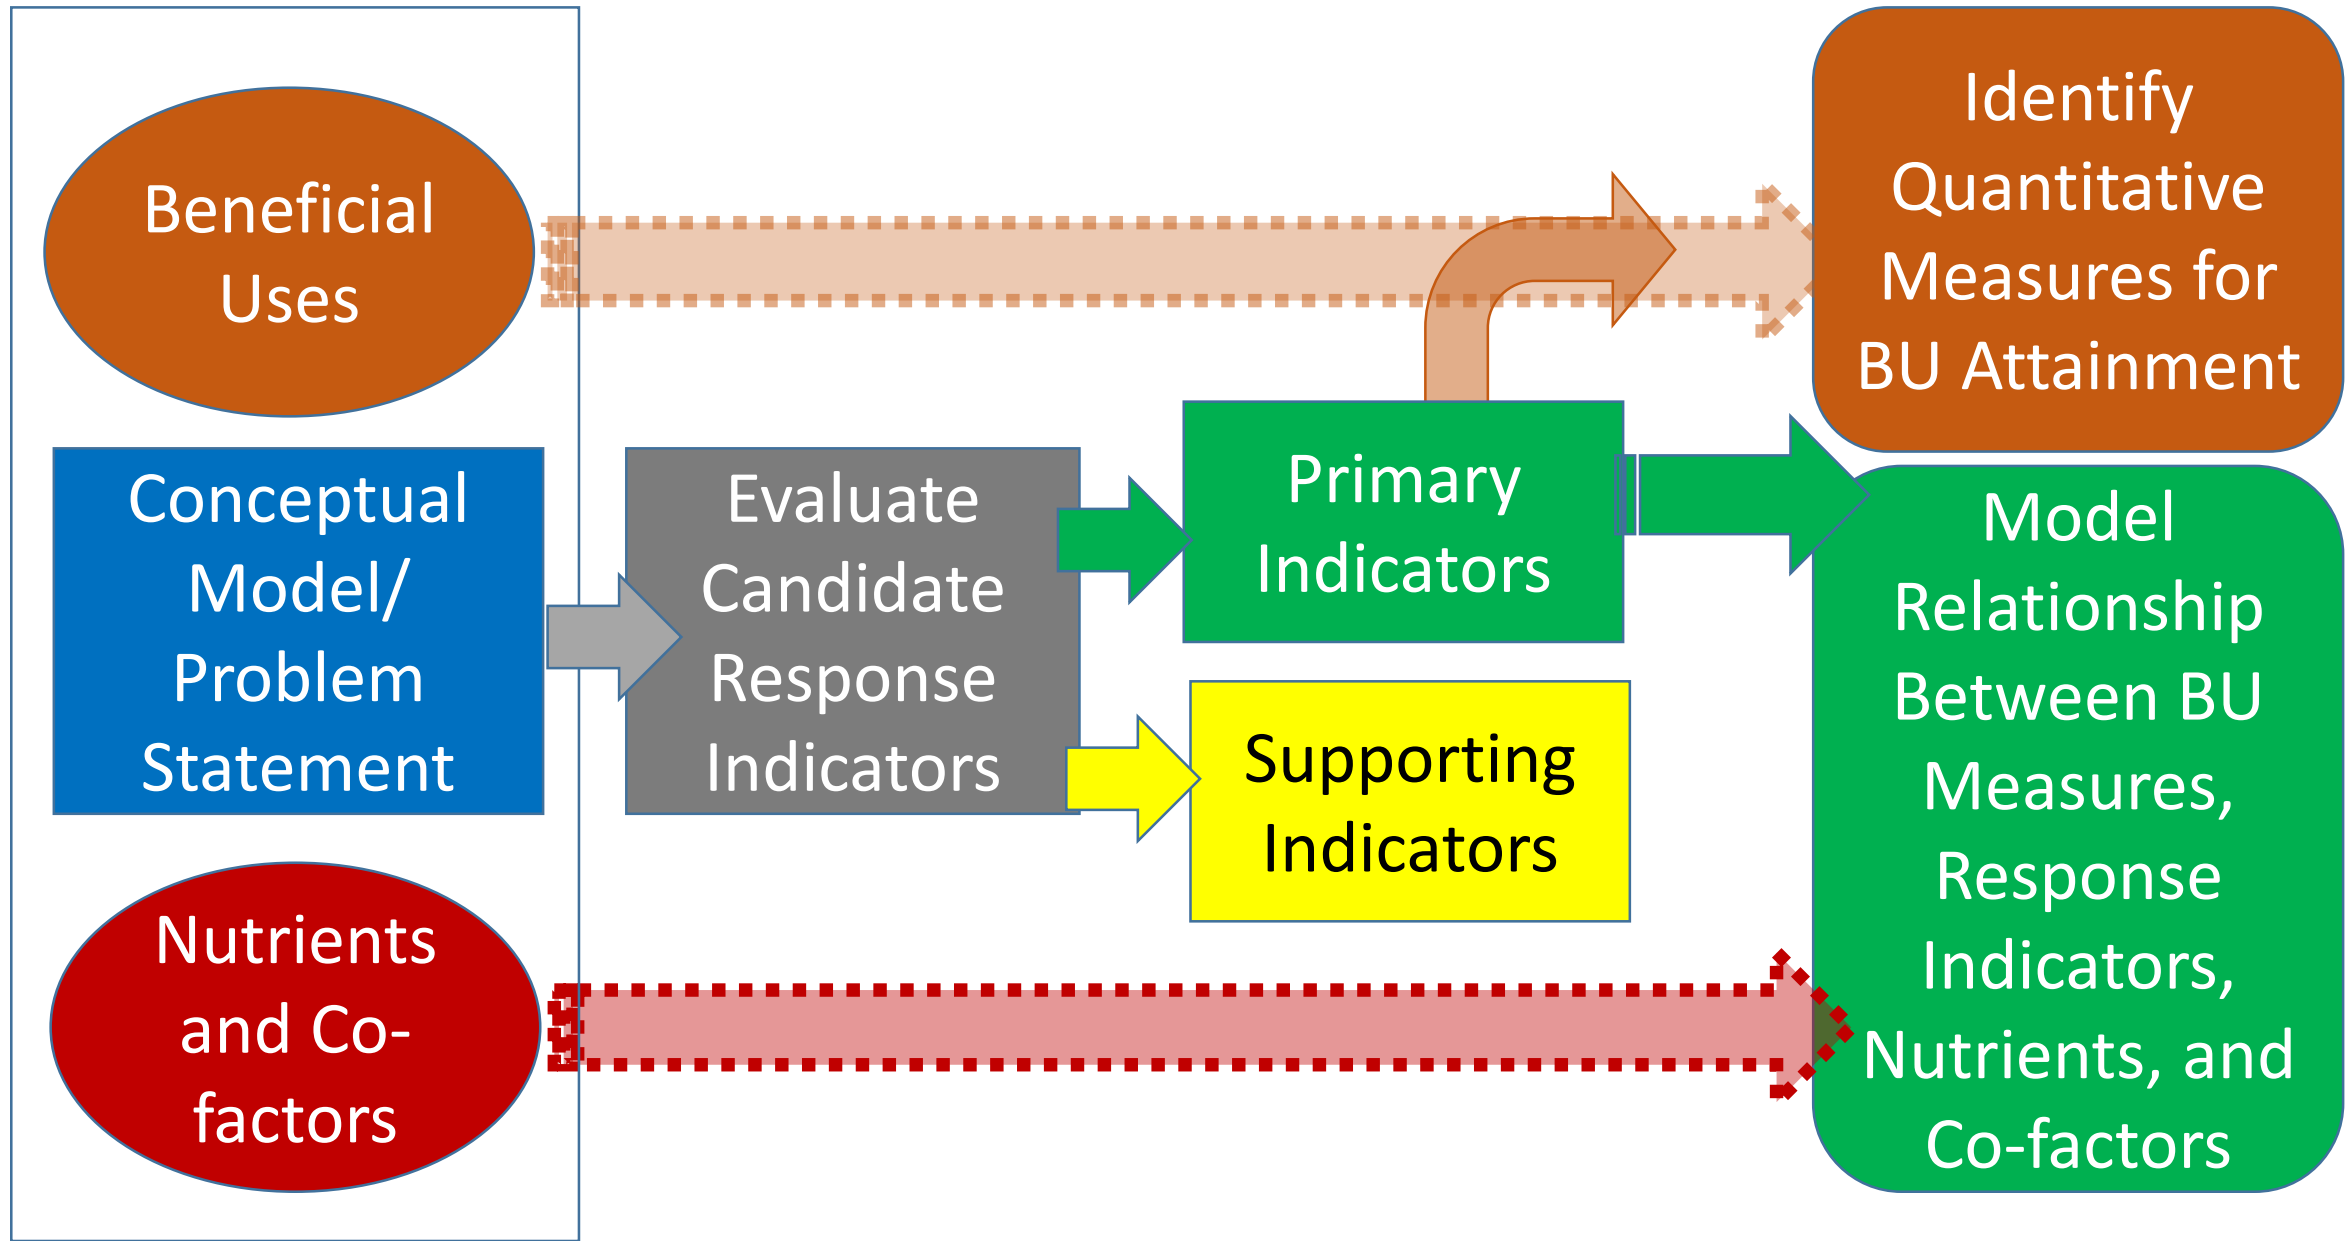 Beneficial
Uses
Conceptual
Model/
Problem
Statement
Nutrients
and Co-
factors
Evaluate
Candidate
Response
Indicators
Primary
Indicators
Supporting
Indicators
Identify
Quantitative
Measures for
BU Attainment
Model
Relationship
Between BU
Measures,
Response
Indicators,
Nutrients, and
Co-factors